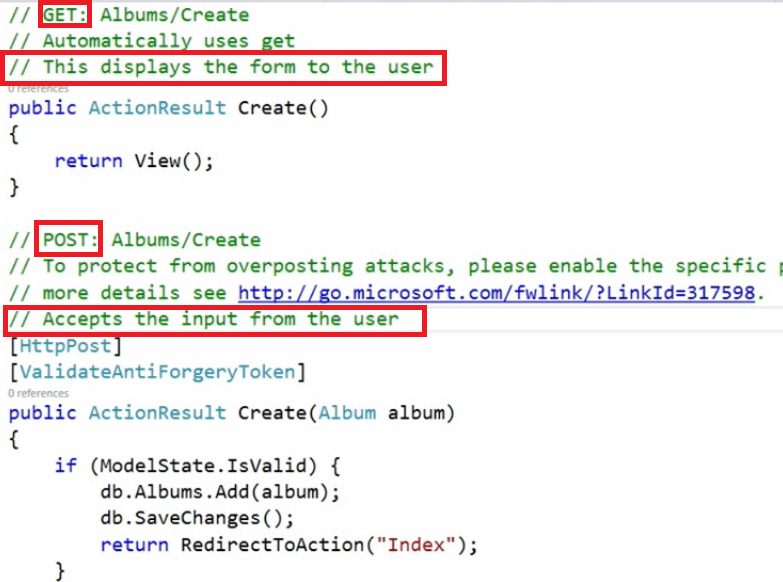 // GET: Albums/Create
// Automatically uses get
// This displays the form to the user
0 references
public ActionResult Create()
{
    return View();
}
// POST: Albums/Create
// To protect from overposting attacks, please enable the specific p
// more details see http://go.microsoft.com/fwlink/?LinkId=317598.
// Accepts the input from the user
[HttpPost]
[ValidateAntiForgeryToken]
0 references
public ActionResult Create(Album album)
{
    if (ModelState.IsValid) {
        db.Albums.Add(album);
        db.SaveChanges();
        return RedirectToAction("Index");
    }